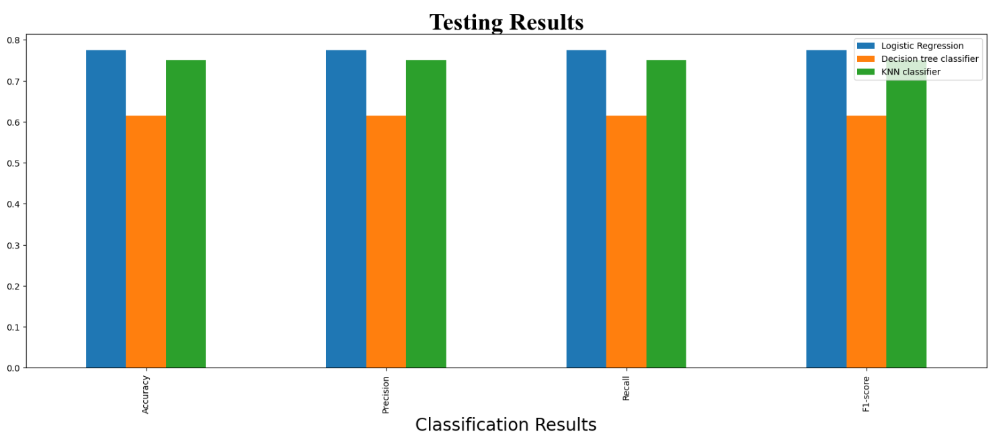 Testing Results
0.8
0.7
0.6
0.5
0.4
0.3
0.2
0.1
0.0
Logistic Regression
Decision tree classifier
KNN classifier
Accuracy
Precision
Recall
F1-score
Classification Results